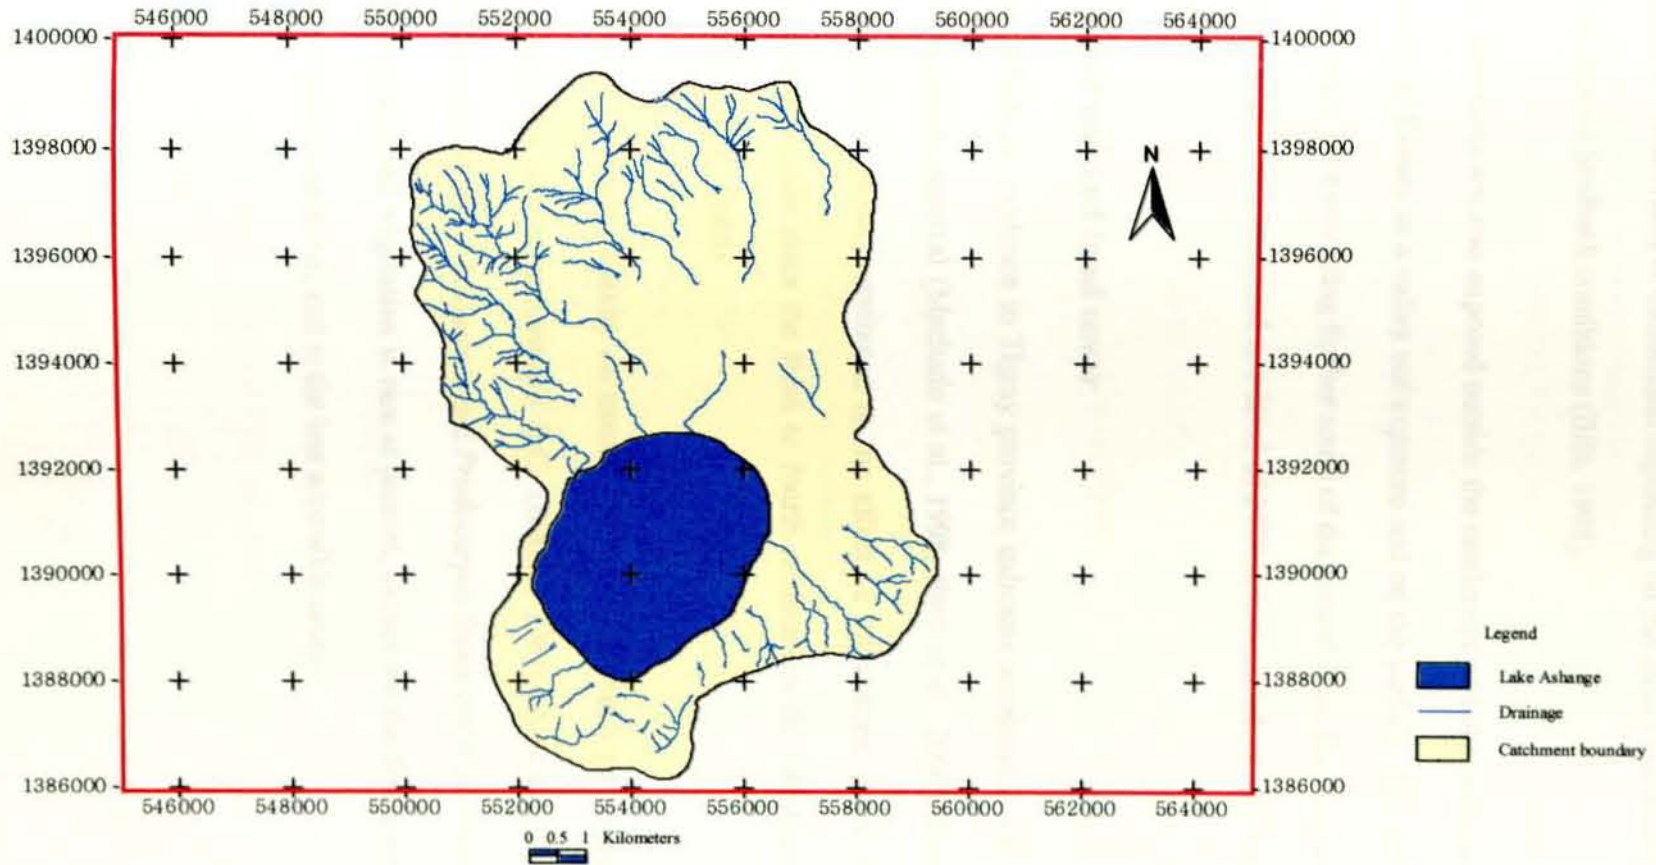 546000 548000 550000 552000 554000 556000 558000 560000 562000 564000
1400000 1400000
1398000 1398000
N
1396000 1396000
1394000 1394000
1392000 1392000
1390000 1390000
1388000 1388000
1386000 1386000
546000 548000 550000 552000 554000 556000 558000 560000 562000 564000
0 0.5 1 Kilometers
Legend
Lake Ashange
Drainage
Catchment boundary